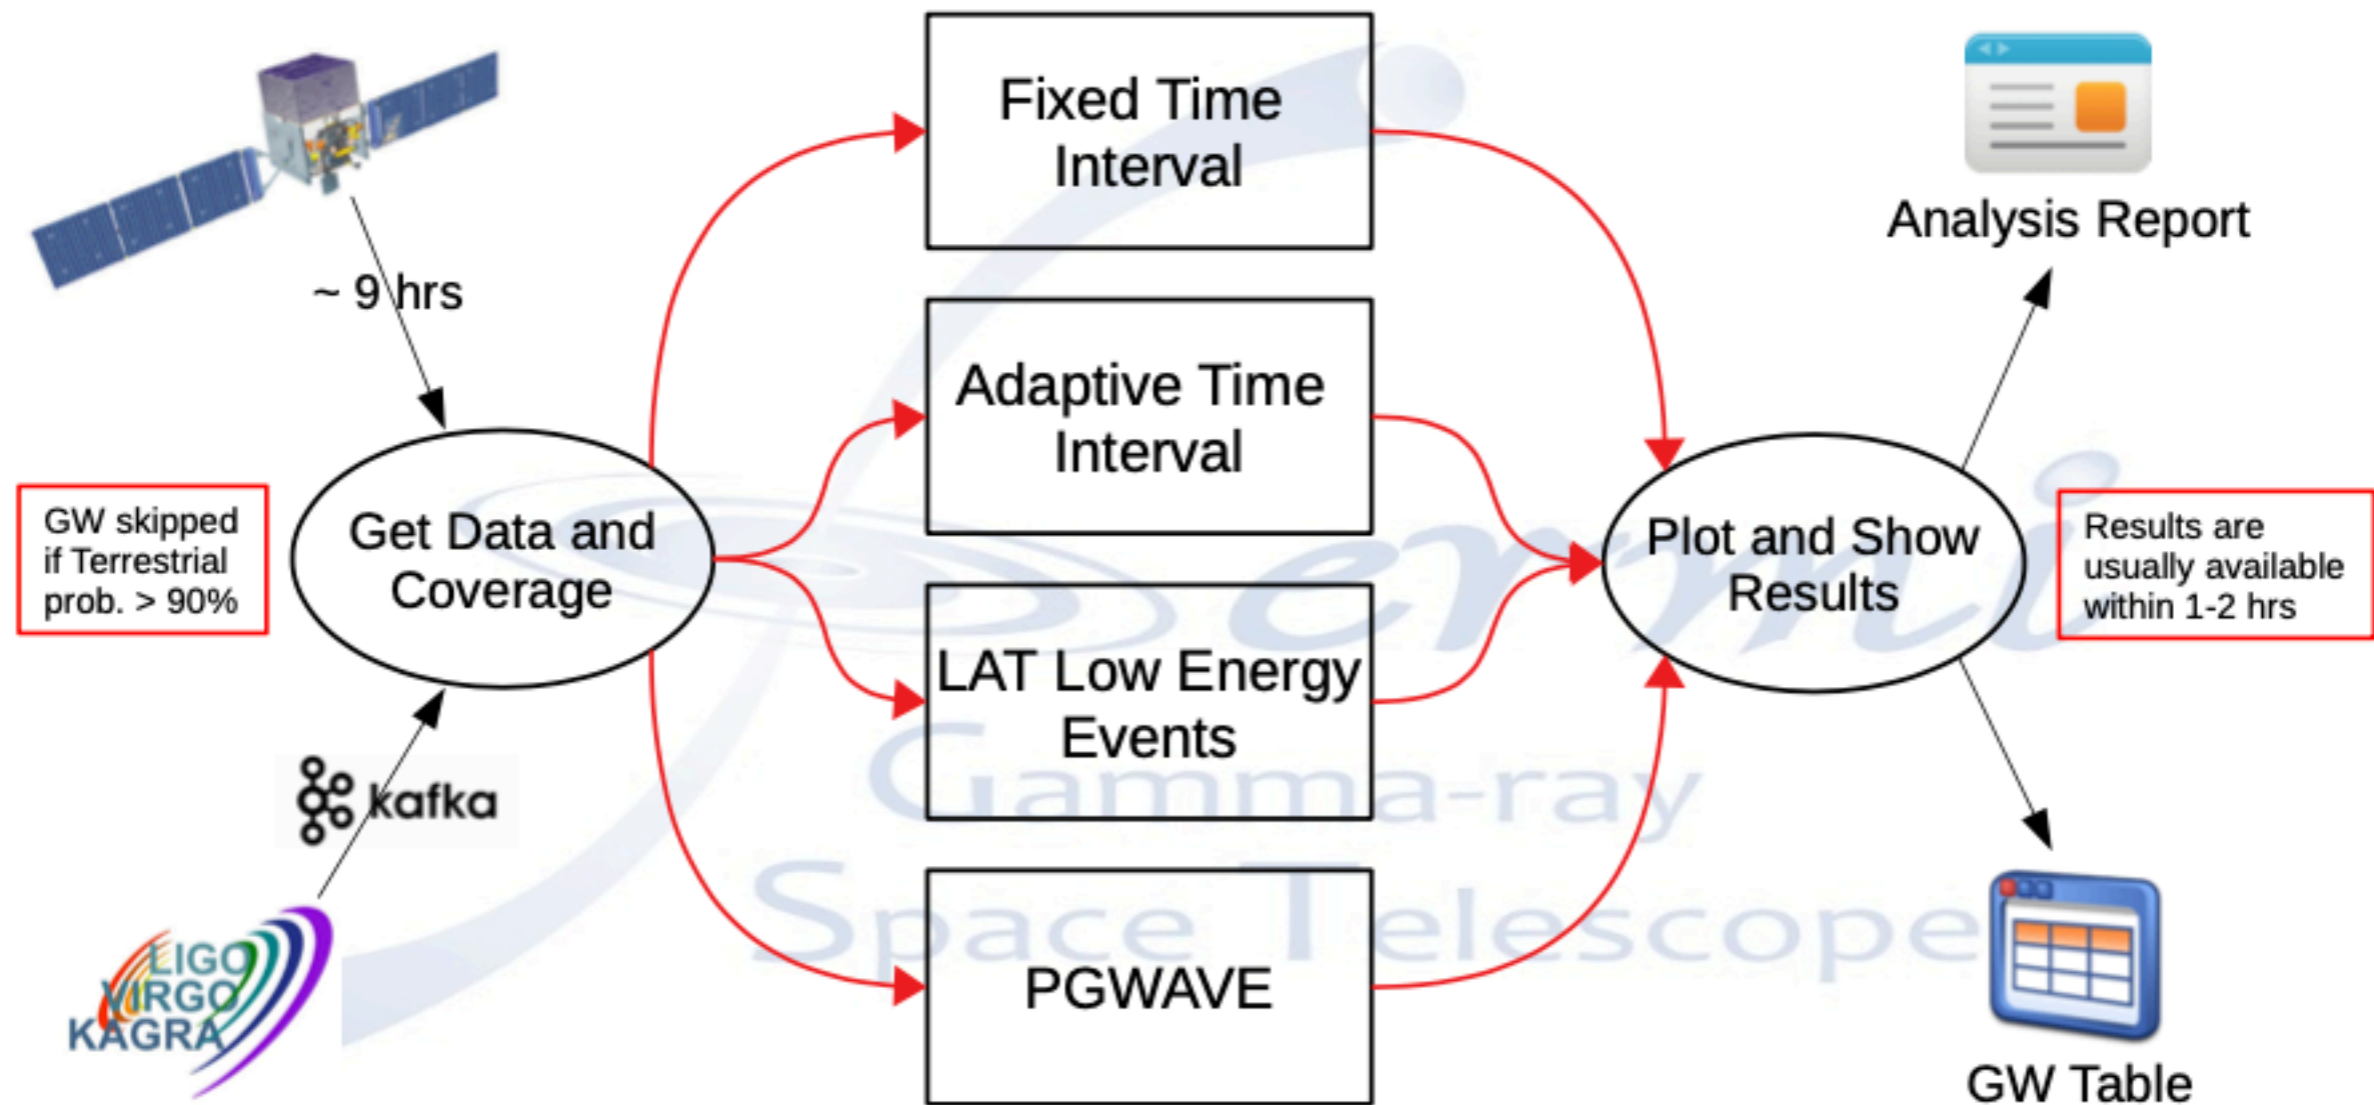 Fixed Time
Interval
Analysis Report
~ 9 hrs
Adaptive Time
Interval
GW skipped
if Terrestrial
prob. > 90%
Get Data and
Coverage
Plot and Show
Results
Results are
usually available
within 1-2 hrs
LAT Low Energy
Events
kafka
PGWAVE
LIGO
VIRGO
KAGRA
GW Table
Fermi
Gamma-ray
Space Telescope